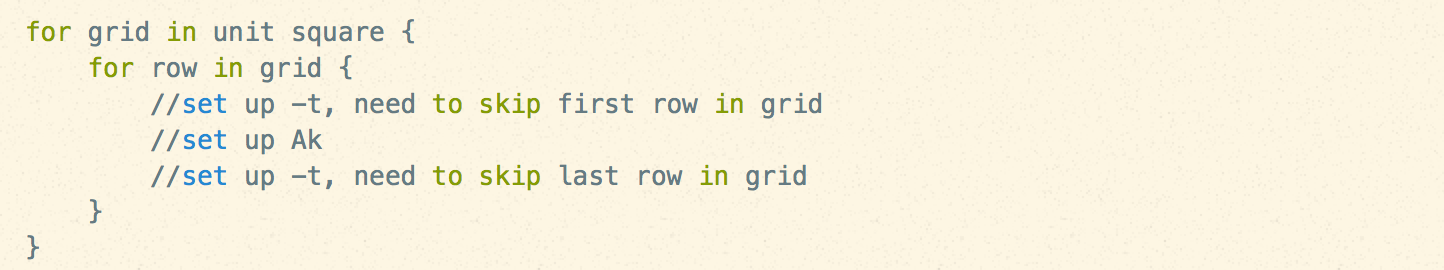 for grid in unit square {
    for row in grid {
        //set up -t, need to skip first row in grid
        //set up Ak
        //set up -t, need to skip last row in grid
    }
}